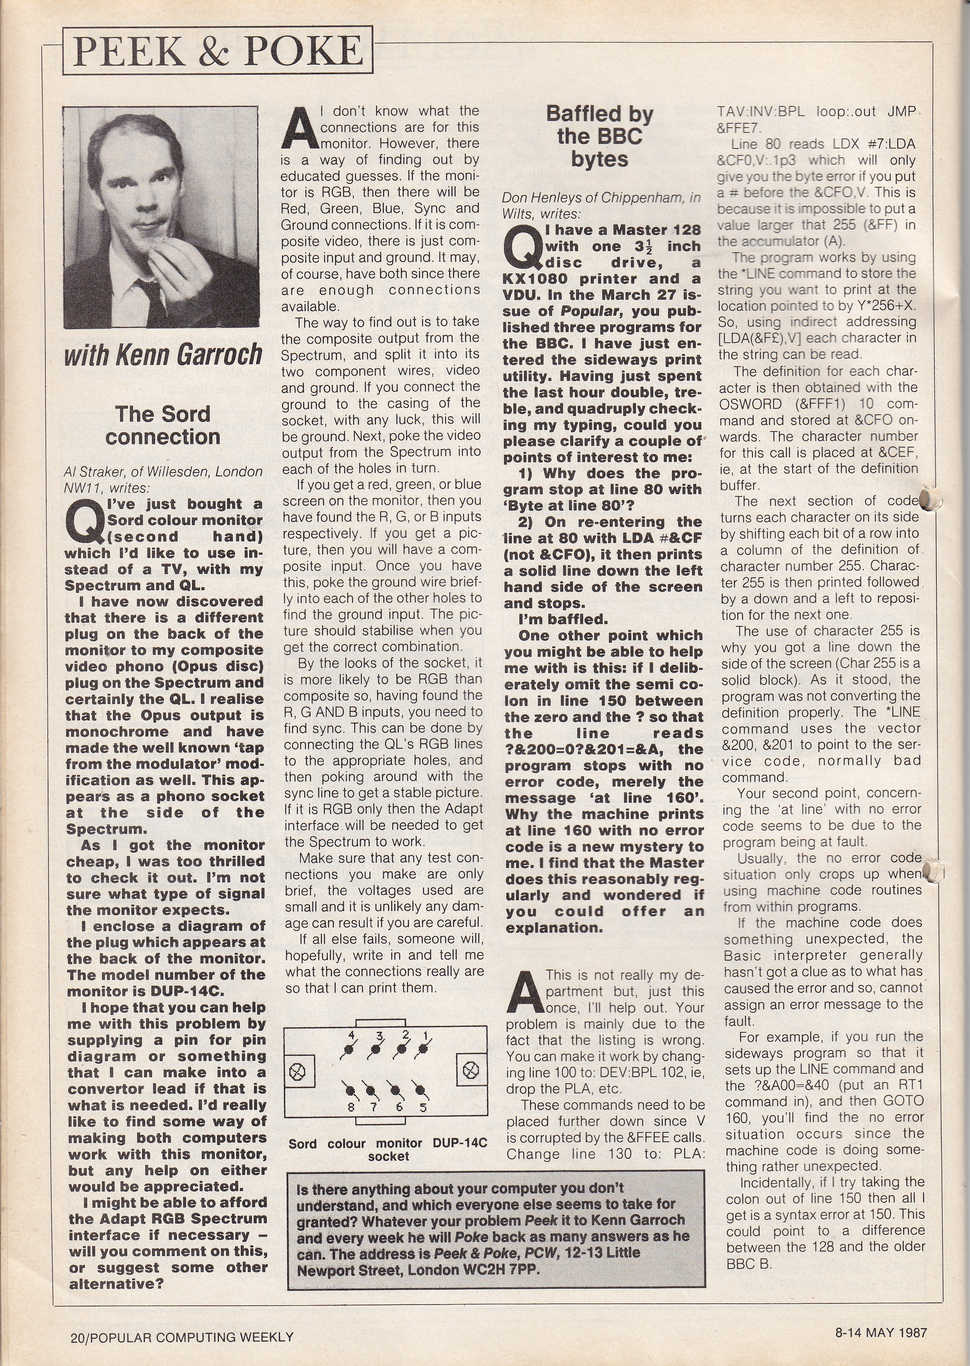 PEEK & POKE
with Kenn Garroch
The Sord
connection
Al Straker, of Willesden, London
NW11, writes:
Q I've just bought a
Sord colour monitor
(second hand)
which I'd like to use in-
stead of a TV, with my
Spectrum and QL.
I have now discovered
that there is a different
plug on the back of the
monitor to my composite
video phono (Opus disc)
plug on the Spectrum and
certainly the QL. I realise
that the Opus output is
monochrome and have
made the well known 'tap
from the modulator' mod-
ification as well. This ap-
pears as a phono socket
at the side of the
Spectrum.
As I got the monitor
cheap, I was too thrilled
to check it out. I'm not
sure what type of signal
the monitor expects.
I enclose a diagram of
the plug which appears at
the back of the monitor.
The model number of the
monitor is DUP-14C.
I hope that you can help
me with this problem by
supplying a pin for pin
diagram or something
that I can make into a
convertor lead if that is
what is needed. I'd really
like to find some way of
making both computers
work with this monitor,
but any help on either
would be appreciated.
I might be able to afford
the Adapt RGB Spectrum
interface if necessary –
will you comment on this,
or suggest some other
alternative?
A I don't know what the
connections are for this
monitor. However, there
is a way of finding out by
educated guesses. If the moni-
tor is RGB, then there will be
Red, Green, Blue, Sync and
Ground connections. If it is com-
posite video, there is just com-
posite input and ground. It may,
of course, have both since there
are enough connections
available.
The way to find out is to take
the composite output from the
Spectrum, and split it into its
two component wires, video
and ground. If you connect the
ground to the casing of the
socket, with any luck, this will
be ground. Next, poke the video
output from the Spectrum into
each of the holes in turn.
If you get a red, green, or blue
screen on the monitor, then you
have found the R, G, or B inputs
respectively. If you get a pic-
ture, then you will have a com-
posite input. Once you have
this, poke the ground wire brief-
ly into each of the other holes to
find the ground input. The pic-
ture should stabilise when you
get the correct combination.
By the looks of the socket, it
is more likely to be RGB than
composite so, having found the
R, G AND B inputs, you need to
find sync. This can be done by
connecting the QL's RGB lines
to the appropriate holes, and
then poking around with the
sync line to get a stable picture.
If it is RGB only then the Adapt
interface will be needed to get
the Spectrum to work.
Make sure that any test con-
nections you make are only
brief, the voltages used are
small and it is unlikely any dam-
age can result if you are careful.
If all else fails, someone will,
hopefully, write in and tell me
what the connections really are
so that I can print them.
4 3 2 1
8 7 6 5
Sord colour monitor DUP-14C
socket
Baffled by
the BBC
bytes
Don Henleys of Chippenham, in
Wilts, writes:
Q I have a Master 128
with one 3½ inch
disc drive, a
KX1080 printer and a
VDU. In the March 27 is-
sue of Popular, you pub-
lished three programs for
the BBC. I have just en-
tered the sideways print
utility. Having just spent
the last hour double, tre-
ble, and quadruply check-
ing my typing, could you
please clarify a couple of
points of interest to me:
1) Why does the pro-
gram stop at line 80 with
'Byte at line 80'?
2) On re-entering the
line at 80 with LDA #&CF
(not &CFO), it then prints
a solid line down the left
hand side of the screen
and stops.
I'm baffled.
One other point which
you might be able to help
me with is this: if I delib-
erately omit the semi co-
lon in line 150 between
the zero and the ? so that
the line reads
?&200=0?&201=&A, the
program stops with no
error code, merely the
message 'at line 160'.
Why the machine prints
at line 160 with no error
code is a new mystery to
me. I find that the Master
does this reasonably reg-
ularly and wondered if
you could offer an
explanation.
A This is not really my de-
partment but, just this
once, I'll help out. Your
problem is mainly due to the
fact that the listing is wrong.
You can make it work by chang-
ing line 100 to: DEV:BPL 102, ie,
drop the PLA, etc.
These commands need to be
placed further down since V
is corrupted by the &FFEE calls.
Change line 130 to: PLA:
TAV:INV:BPL loop:.out JMP
&FFE7.
Line 80 reads LDX #7:LDA
&CF0,V:.1p3 which will only
give you the byte error if you put
a # before the &CFO,V. This is
because it is impossible to put a
value larger that 255 (&FF) in
the accumulator (A).
The program works by using
the *LINE command to store the
string you want to print at the
location pointed to by Y*256+X.
So, using indirect addressing
[LDA(&F£),V] each character in
the string can be read.
The definition for each char-
acter is then obtained with the
OSWORD (&FFF1) 10 com-
mand and stored at &CFO on-
wards. The character number
for this call is placed at &CEF,
ie, at the start of the definition
buffer.
The next section of code
turns each character on its side
by shifting each bit of a row into
a column of the definition of
character number 255. Charac-
ter 255 is then printed followed
by a down and a left to reposi-
tion for the next one.
The use of character 255 is
why you got a line down the
side of the screen (Char 255 is a
solid block). As it stood, the
program was not converting the
definition properly. The *LINE
command uses the vector
&200, &201 to point to the ser-
vice code, normally bad
command.
Your second point, concern-
ing the 'at line' with no error
code seems to be due to the
program being at fault.
Usually, the no error code
situation only crops up when
using machine code routines
from within programs.
If the machine code does
something unexpected, the
Basic interpreter generally
hasn't got a clue as to what has
caused the error and so, cannot
assign an error message to the
fault.
For example, if you run the
sideways program so that it
sets up the LINE command and
the ?&A00=&40 (put an RT1
command in), and then GOTO
160, you'll find the no error
situation occurs since the
machine code is doing some-
thing rather unexpected.
Incidentally, if I try taking the
colon out of line 150 then all I
get is a syntax error at 150. This
could point to a difference
between the 128 and the older
BBC B.
Is there anything about your computer you don't
understand, and which everyone else seems to take for
granted? Whatever your problem Peek it to Kenn Garroch
and every week he will Poke back as many answers as he
can. The address is Peek & Poke, PCW, 12-13 Little
Newport Street, London WC2H 7PP.
20/POPULAR COMPUTING WEEKLY
8-14 MAY 1987